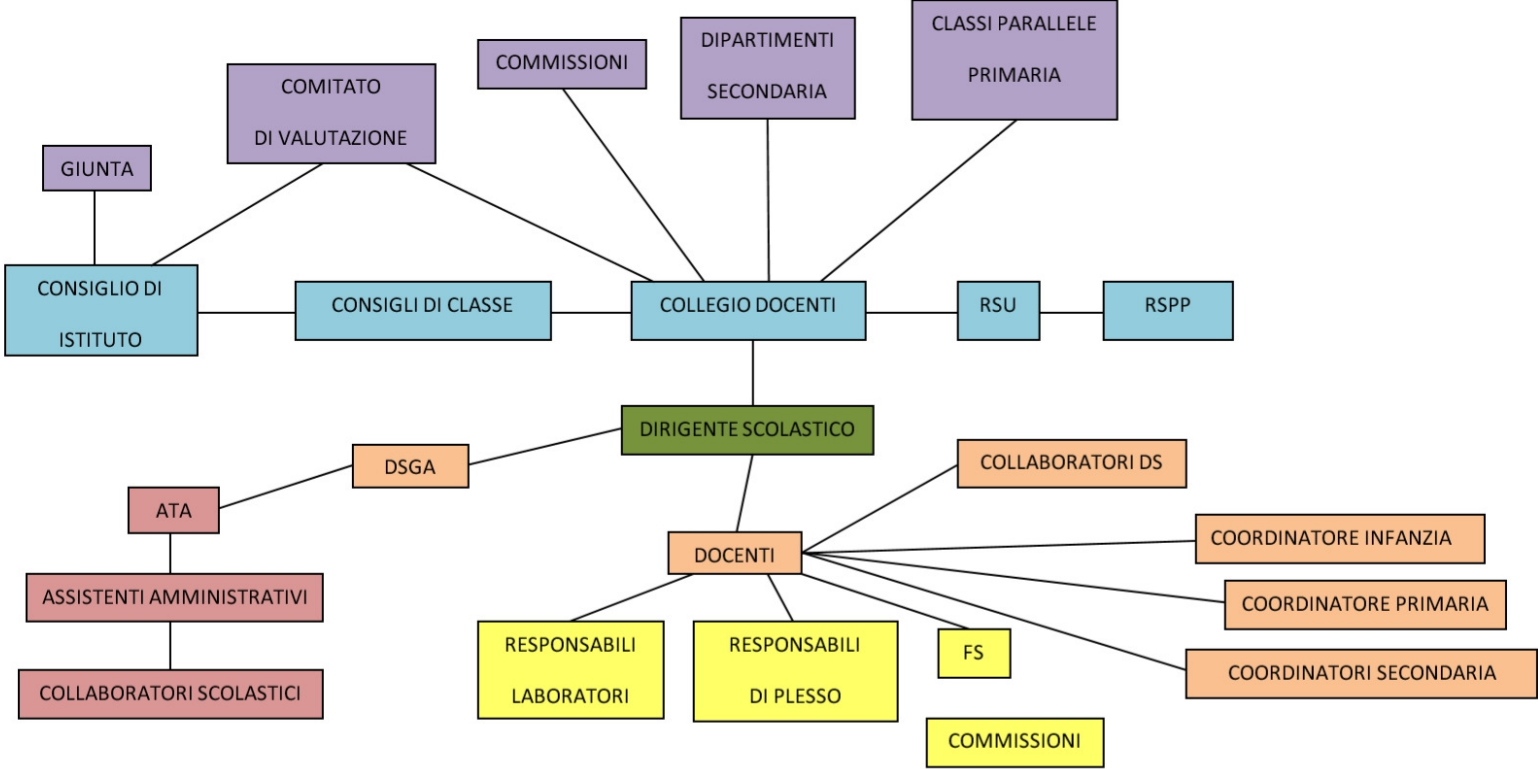 CLASSI PARALLELE
PRIMARIA
DIPARTIMENTI
SECONDARIA
COMMISSIONI
COMITATO
DI VALUTAZIONE
GIUNTA
CONSIGLIO DI
ISTITUTO
CONSIGLI DI CLASSE
COLLEGIO DOCENTI
RSU
RSPP
DIRIGENTE SCOLASTICO
DSGA
COLLABORATORI DS
ATA
DOCENTI
COORDINATORE INFANZIA
ASSISTENTI AMMINISTRATIVI
COORDINATORE PRIMARIA
RESPONSABILI
LABORATORI
RESPONSABILI
DI PLESSO
FS
COORDINATORI SECONDARIA
COLLABORATORI SCOLASTICI
COMMISSIONI